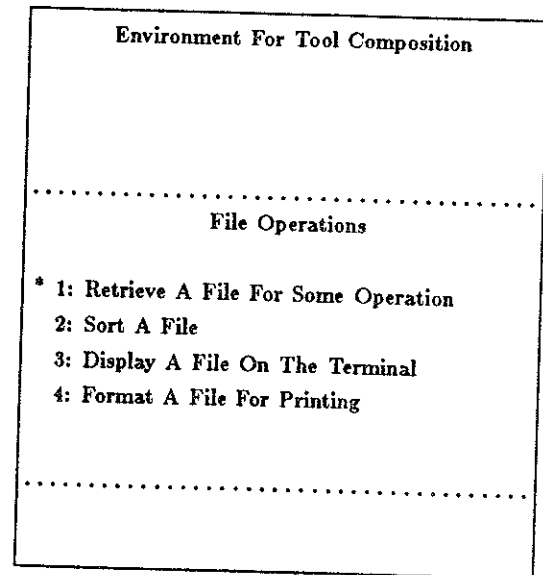 Environment For Tool Composition
File Operations
* 1: Retrieve A File For Some Operation
2: Sort A File
3: Display A File On The Terminal
4: Format A File For Printing